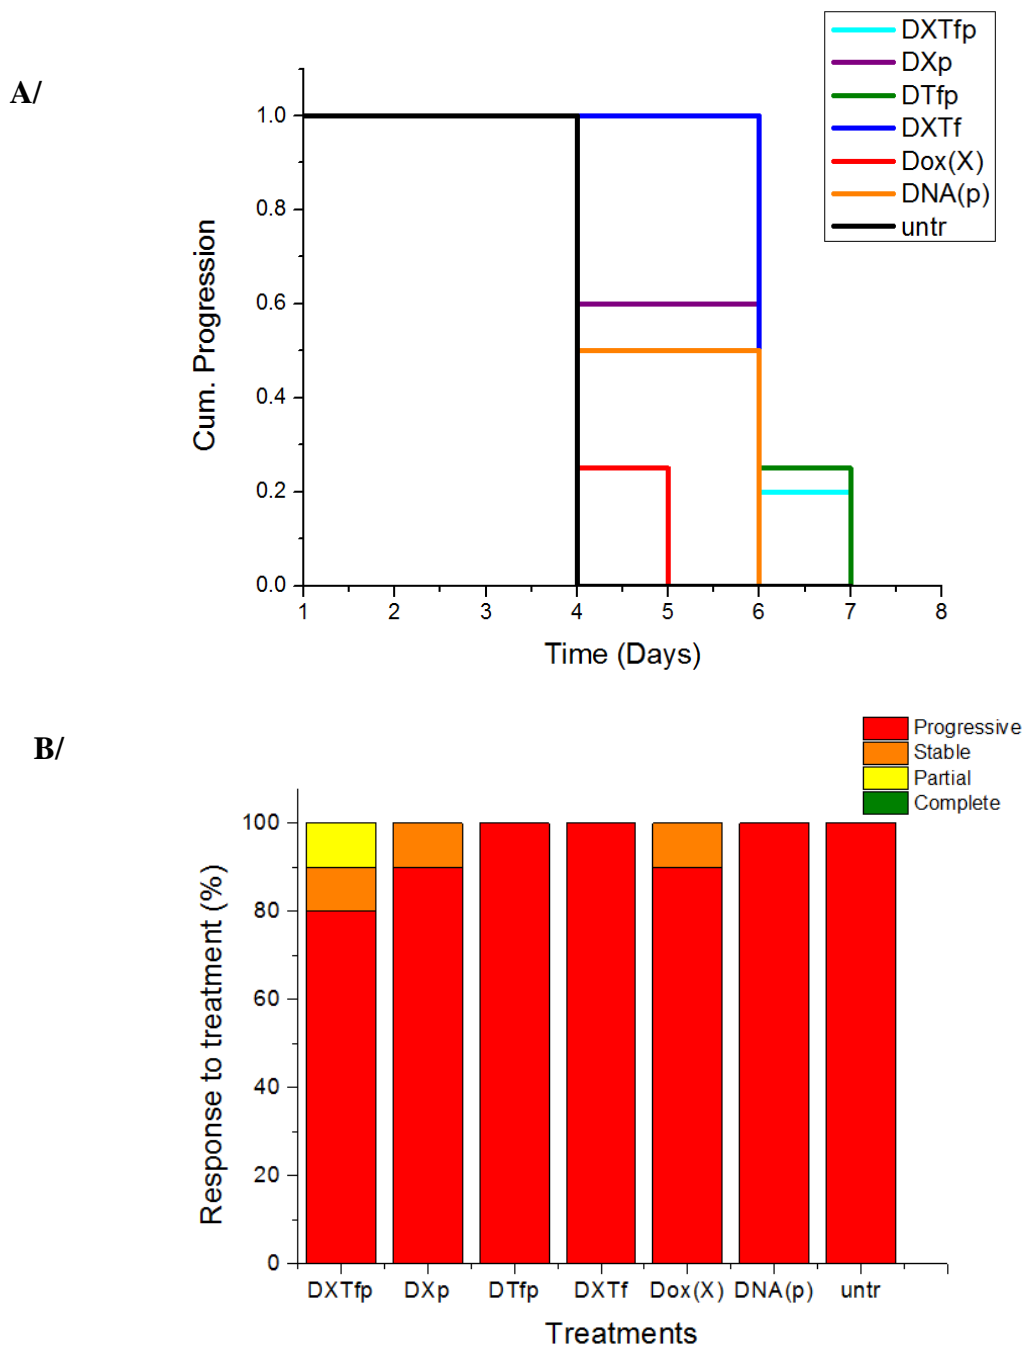 A/
DXTfp
DXp
DTfp
DXTf
Dox(X)
DNA(p)
untr
Cum. Progression
1.0
0.8
0.6
0.4
0.2
0.0
1 2 3 4 5 6 7 8
Time (Days)
B/
Progressive
Stable
Partial
Complete
Response to treatment (%)
100
80
60
40
20
0
DXTfp DXp DTfp DXTf Dox(X) DNA(p) untr
Treatments